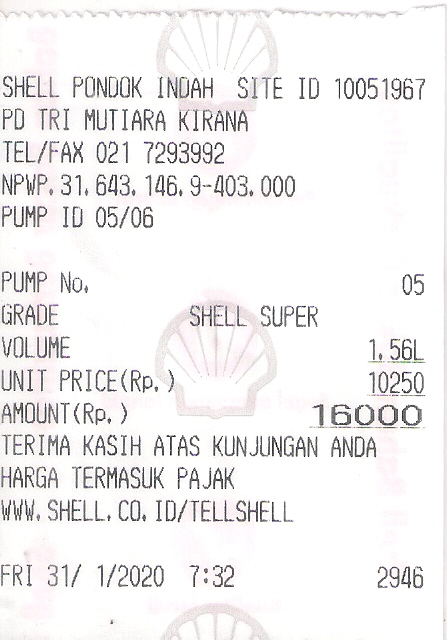 SHELL PONDOK INDAH SITE ID 10051967
PD TRI MUTIARA KIRANA
TEL/FAX 021 7293992
NPWP.31.643.146.9-403.000
PUMP ID 05/06
PUMP No. 05
GRADE SHELL SUPER
VOLUME 1.56L
UNIT PRICE(Rp.) 10250
AMOUNT(Rp.) 16000
TERIMA KASIH ATAS KUNJUNGAN ANDA
HARGA TERMASUK PAJAK
WWW.SHELL.CO.ID/TELLSHELL
FRI 31/ 1/2020 7:32 2946